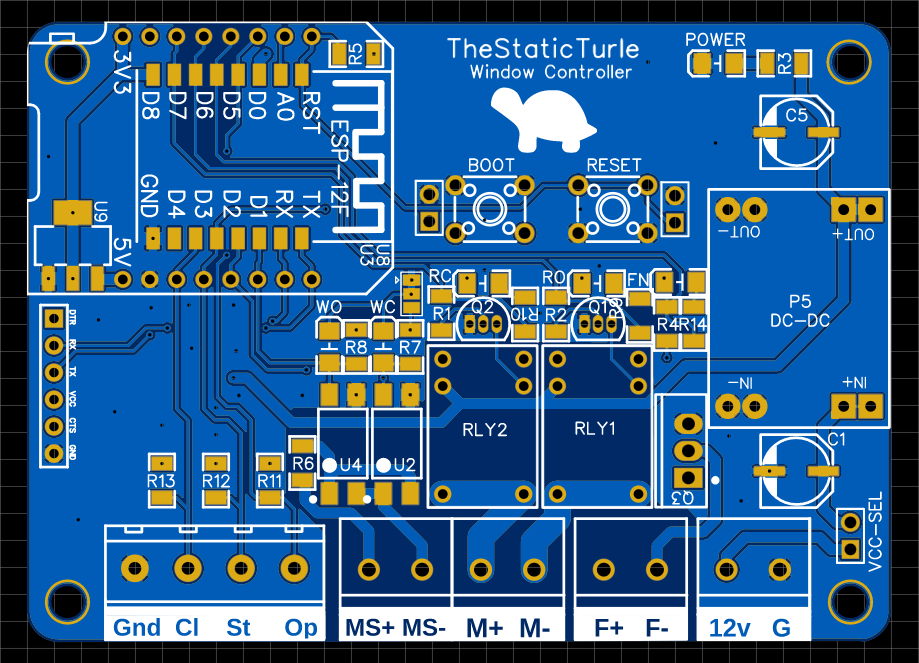 TheStaticTurle
Window Controller
POWER
R3
R5
C5
3V3
D8
D7
D6
D5
D0
A0
RST
ESP-12F
BOOT
RESET
GND
D4
D3
D2
D1
RX
TX
U9
5V
U3
U8
OUT-
OUT+
P5
DC-DC
IN-
IN+
WO
WC
RC
RO
FN
R1
Q2
R10
R2
Q1
R9
R4
R14
R8
R7
DTR
RX
TX
VCC
CTS
GND
RLY2
RLY1
C1
R13
R12
R11
R6
U4
U2
Q3
VCC-SEL
Gnd Cl St Op
MS+ MS- M+ M- F+ F- 12v G